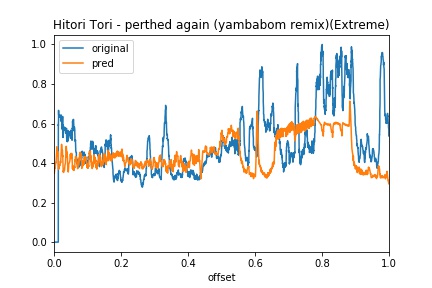 Hitori Tori - perthed again (yambabom remix)(Extreme)
1.0
0.8
0.6
0.4
0.2
0.0
original
pred
0.0 0.2 0.4 0.6 0.8 1.0
offset